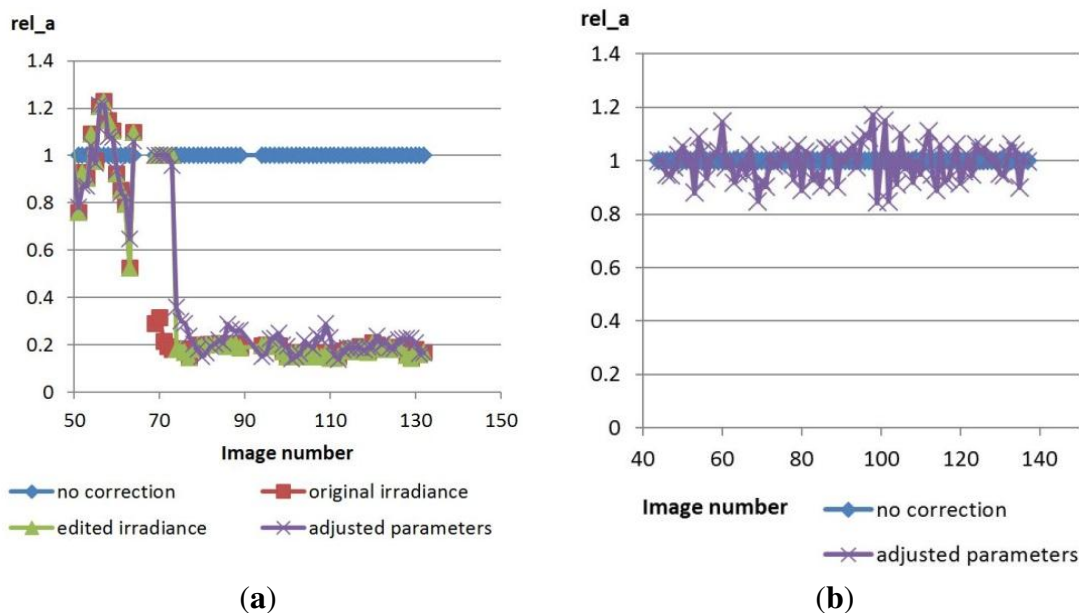 rel_a
1.4
1.2
1
0.8
0.6
0.4
0.2
0
50 70 90 110 130 150
Image number
no correction
original irradiance
edited irradiance
adjusted parameters
(a)
rel_a
1.4
1.2
1
0.8
0.6
0.4
0.2
0
40 60 80 100 120 140
Image number
no correction
adjusted parameters
(b)